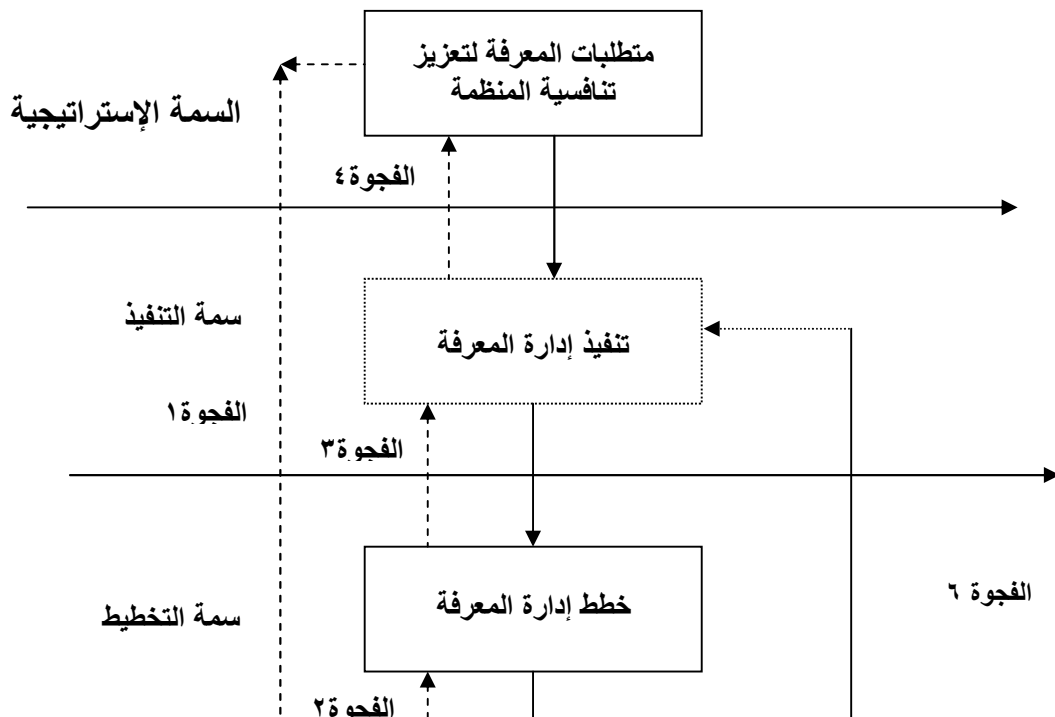 متطلبات المعرفة لتعزيز
تنافسية المنظمة
السمة الإستراتيجية
الفجوة٤
سمة التنفيذ
تنفيذ إدارة المعرفة
الفجوة١
الفجوة٣
خطط إدارة المعرفة
الفجوة ٦
سمة التخطيط
الفجوة٢